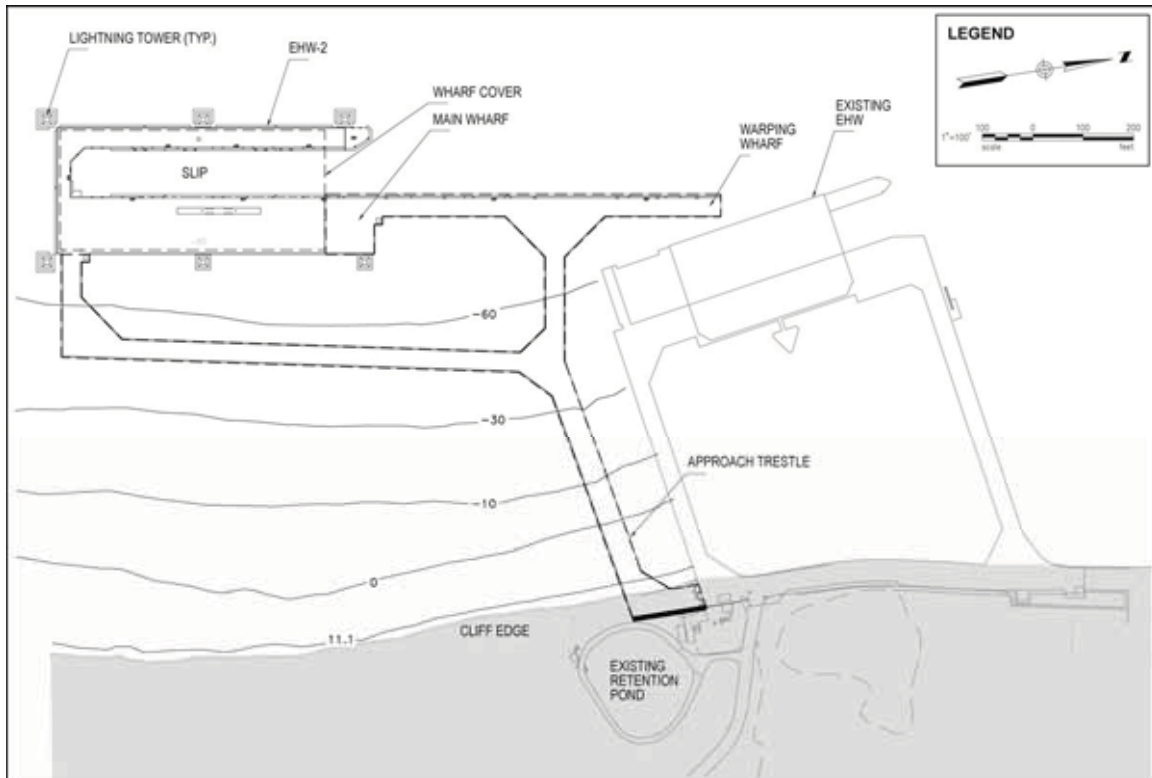 LIGHTNING TOWER (TYP.)
EHW-2
WHARF COVER
MAIN WHARF
SLIP
WARPING
WHARF
EXISTING
EHW
LEGEND
Z
1"=100'
100
0
100
200
scale
feet
-60
-30
-10
0
11.1
APPROACH TRESTLE
CLIFF EDGE
EXISTING
RETENTION
POND